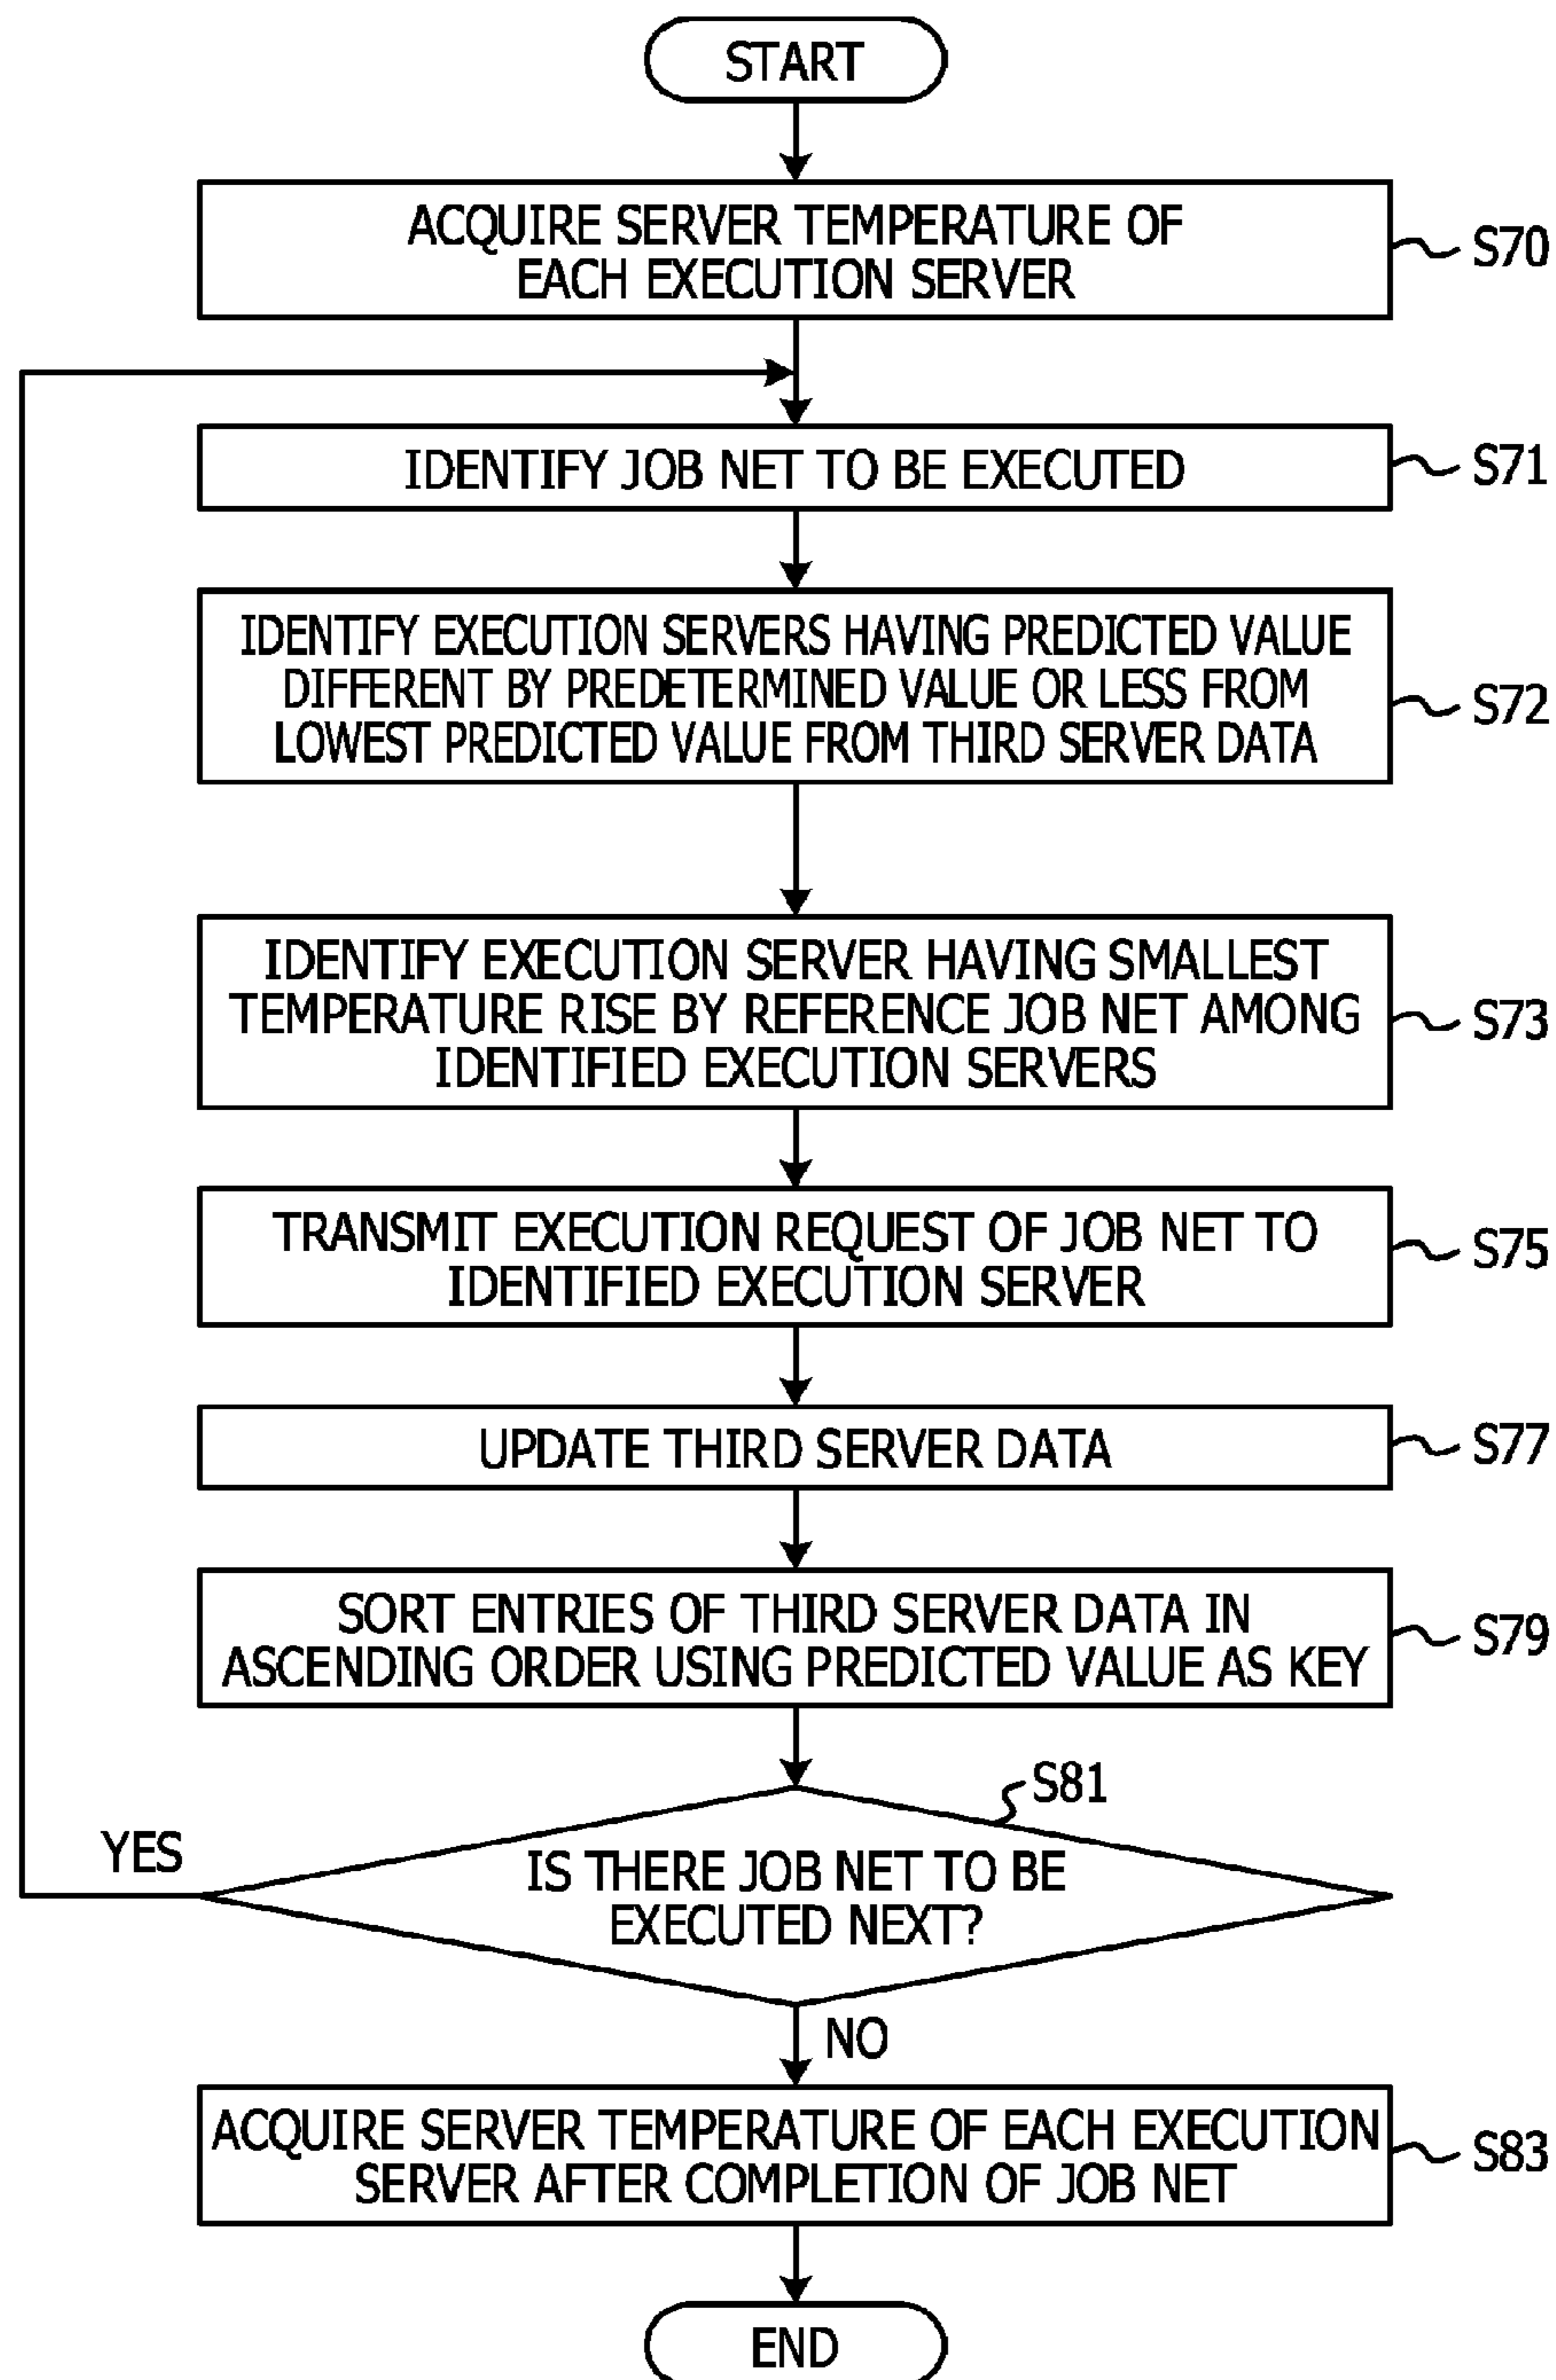 START
ACQUIRE SERVER TEMPERATURE OF
EACH EXECUTION SERVER
S70
IDENTIFY JOB NET TO BE EXECUTED
S71
IDENTIFY EXECUTION SERVERS HAVING PREDICTED VALUE
DIFFERENT BY PREDETERMINED VALUE OR LESS FROM
LOWEST PREDICTED VALUE FROM THIRD SERVER DATA
S72
IDENTIFY EXECUTION SERVER HAVING SMALLEST
TEMPERATURE RISE BY REFERENCE JOB NET AMONG
IDENTIFIED EXECUTION SERVERS
S73
TRANSMIT EXECUTION REQUEST OF JOB NET TO
IDENTIFIED EXECUTION SERVER
S75
UPDATE THIRD SERVER DATA
S77
SORT ENTRIES OF THIRD SERVER DATA IN
ASCENDING ORDER USING PREDICTED VALUE AS KEY
S79
S81
YES
IS THERE JOB NET TO BE
EXECUTED NEXT?
NO
ACQUIRE SERVER TEMPERATURE OF EACH EXECUTION
SERVER AFTER COMPLETION OF JOB NET
S83
END